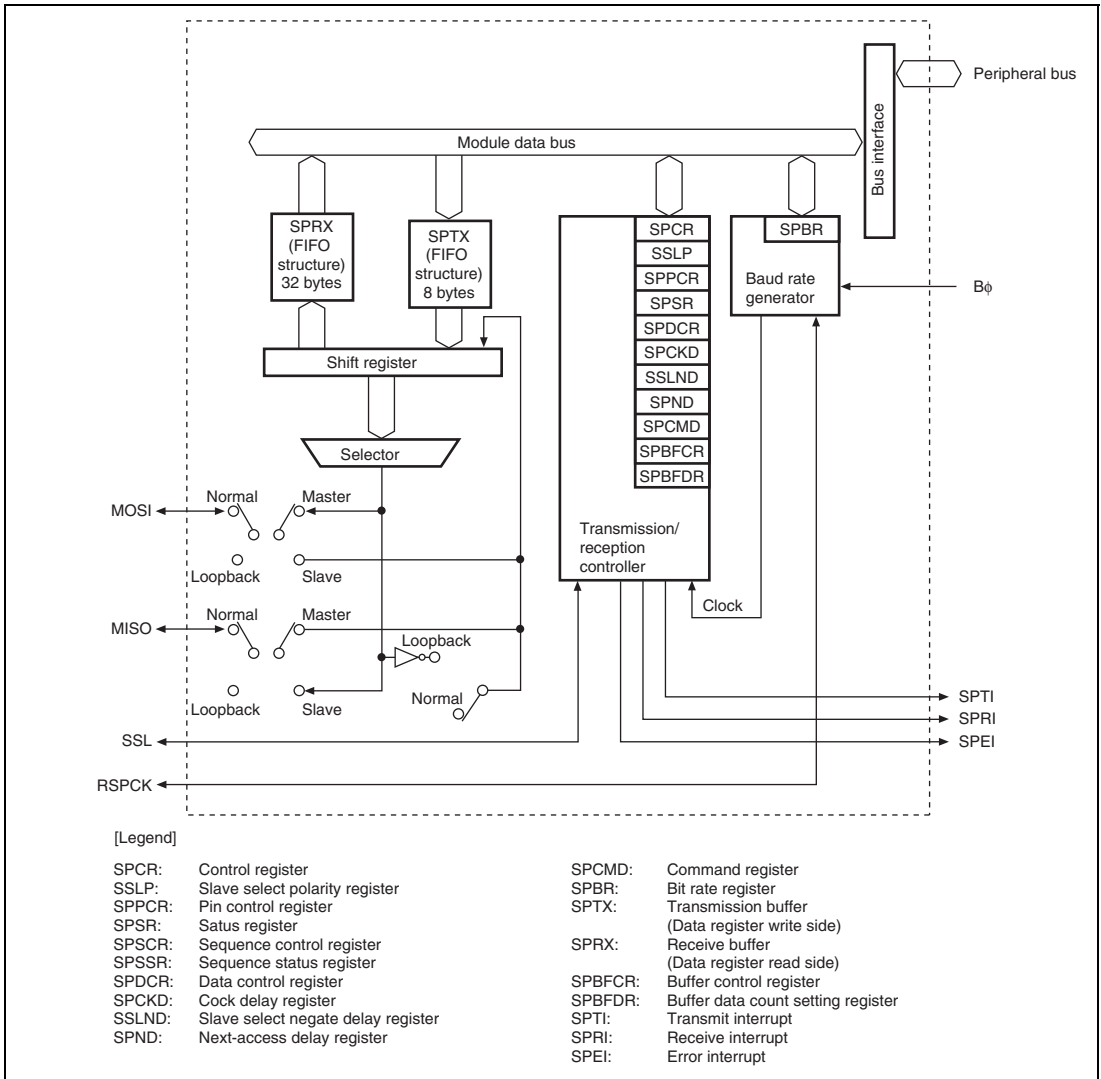 Peripheral bus
Bus interface
Module data bus
SPRX
(FIFO
structure)
32 bytes
SPTX
(FIFO
structure)
8 bytes
SPCR
SSLP
SPPCR
SPSR
SPDCR
SPCKD
SSLND
SPND
SPCMD
SPBFCR
SPBFDR
Transmission/
reception
controller
SPBR
Baud rate
generator
Bϕ
Shift register
Selector
MOSI
Normal
Master
Loopback
Slave
MISO
Normal
Master
Loopback
Loopback
Slave
Normal
Clock
SSL
RSPCK
SPTI
SPRI
SPEI
[Legend]
SPCR: Control register
SSLP: Slave select polarity register
SPPCR: Pin control register
SPSR: Satus register
SPSCR: Sequence control register
SPSSR: Sequence status register
SPDCR: Data control register
SPCKD: Cock delay register
SSLND: Slave select negate delay register
SPND: Next-access delay register
SPCMD: Command register
SPBR: Bit rate register
SPTX: Transmission buffer
(Data register write side)
SPRX: Receive buffer
(Data register read side)
SPBFCR: Buffer control register
SPBFDR: Buffer data count setting register
SPTI: Transmit interrupt
SPRI: Receive interrupt
SPEI: Error interrupt